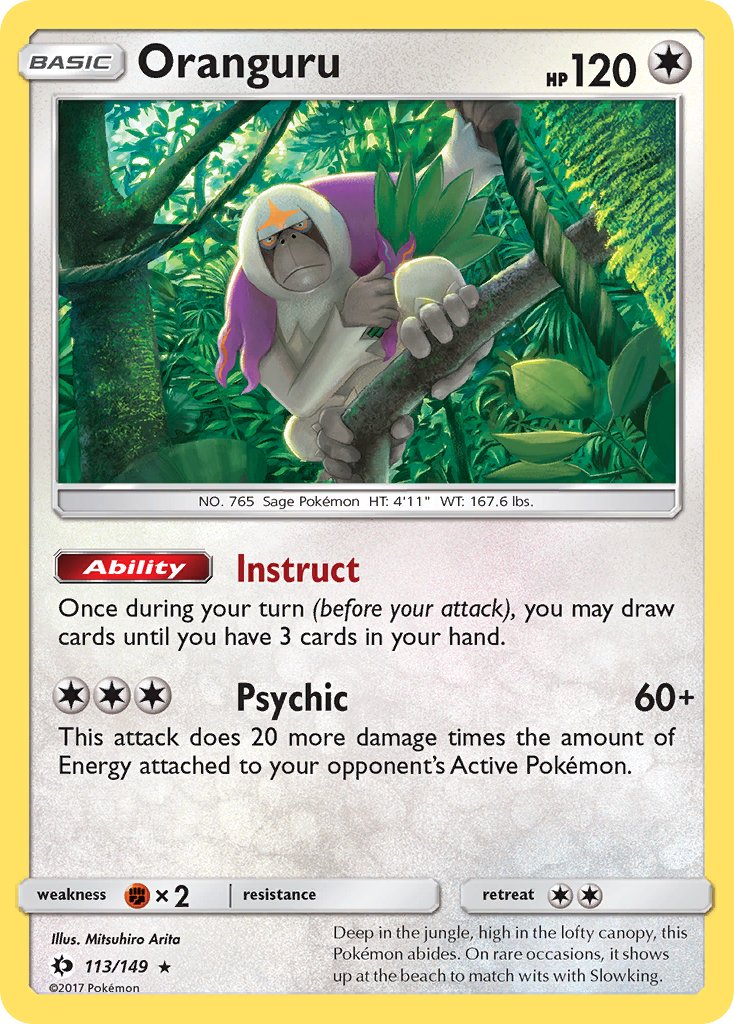 BASIC Oranguru HP 120
NO. 765 Sage Pokémon HT: 4'11" WT: 167.6 lbs.
Ability Instruct
Once during your turn (before your attack), you may draw
cards until you have 3 cards in your hand.
Psychic 60+
This attack does 20 more damage times the amount of
Energy attached to your opponent's Active Pokémon.
weakness × 2 resistance retreat
Illus. Mitsuhiro Arita
113/149 ★
©2017 Pokémon
Deep in the jungle, high in the lofty canopy, this
Pokémon abides. On rare occasions, it shows
up at the beach to match wits with Slowking.